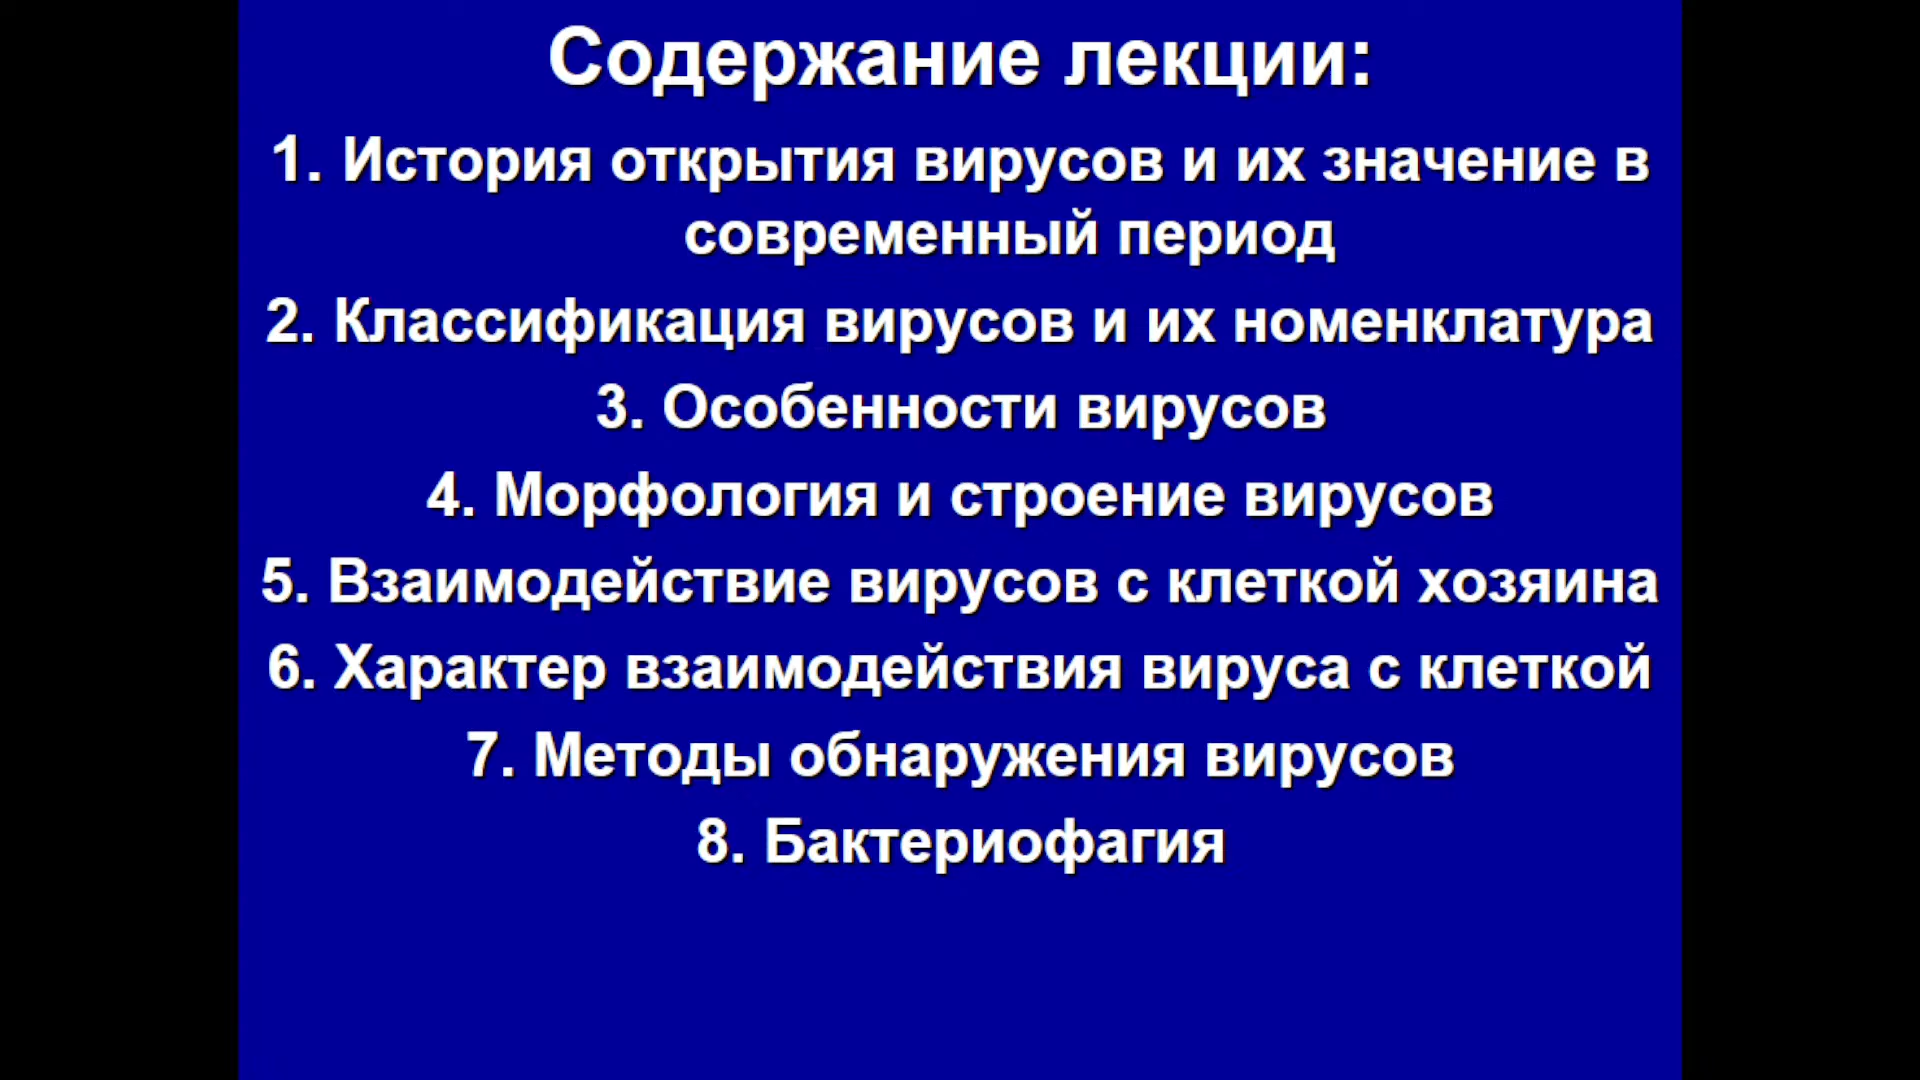 Содержание лекции:
1. История открытия вирусов и их значение в
современный период
2. Классификация вирусов и их номенклатура
3. Особенности вирусов
4. Морфология и строение вирусов
5. Взаимодействие вирусов с клеткой хозяина
6. Характер взаимодействия вируса с клеткой
7. Методы обнаружения вирусов
8. Бактериофагия